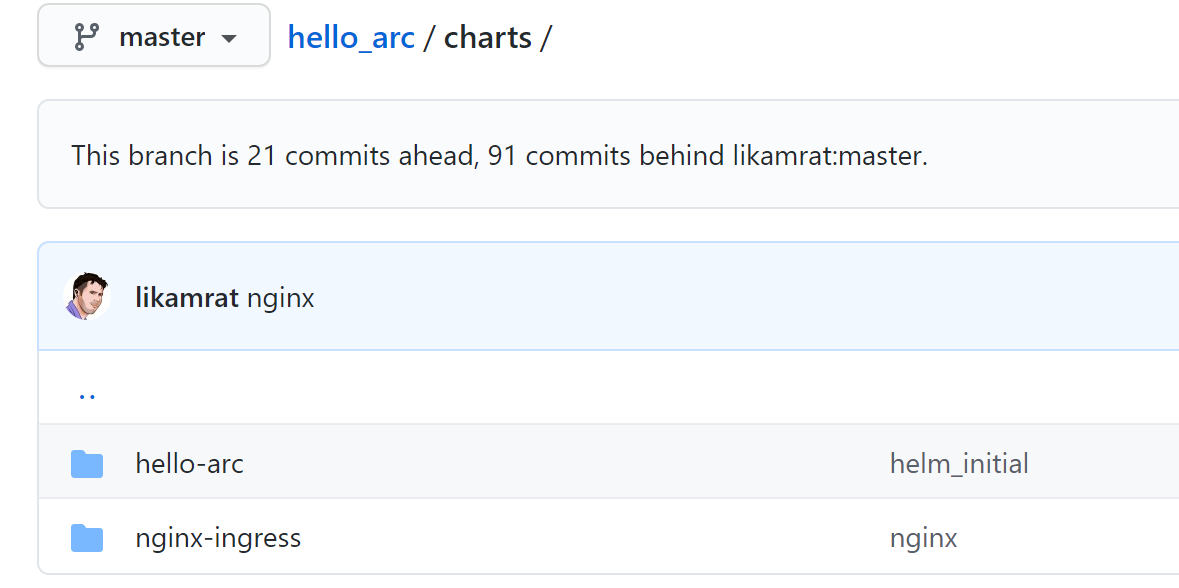 master hello_arc / charts /
This branch is 21 commits ahead, 91 commits behind likamrat:master.
likamrat nginx
..
hello-arc helm_initial
nginx-ingress nginx